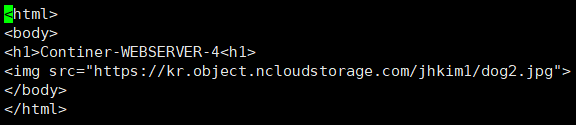 <html>
<body>
<h1>Continer-WEBSERVER-4<h1>
<img src="https://kr.object.ncloudstorage.com/jhkim1/dog2.jpg">
</body>
</html>